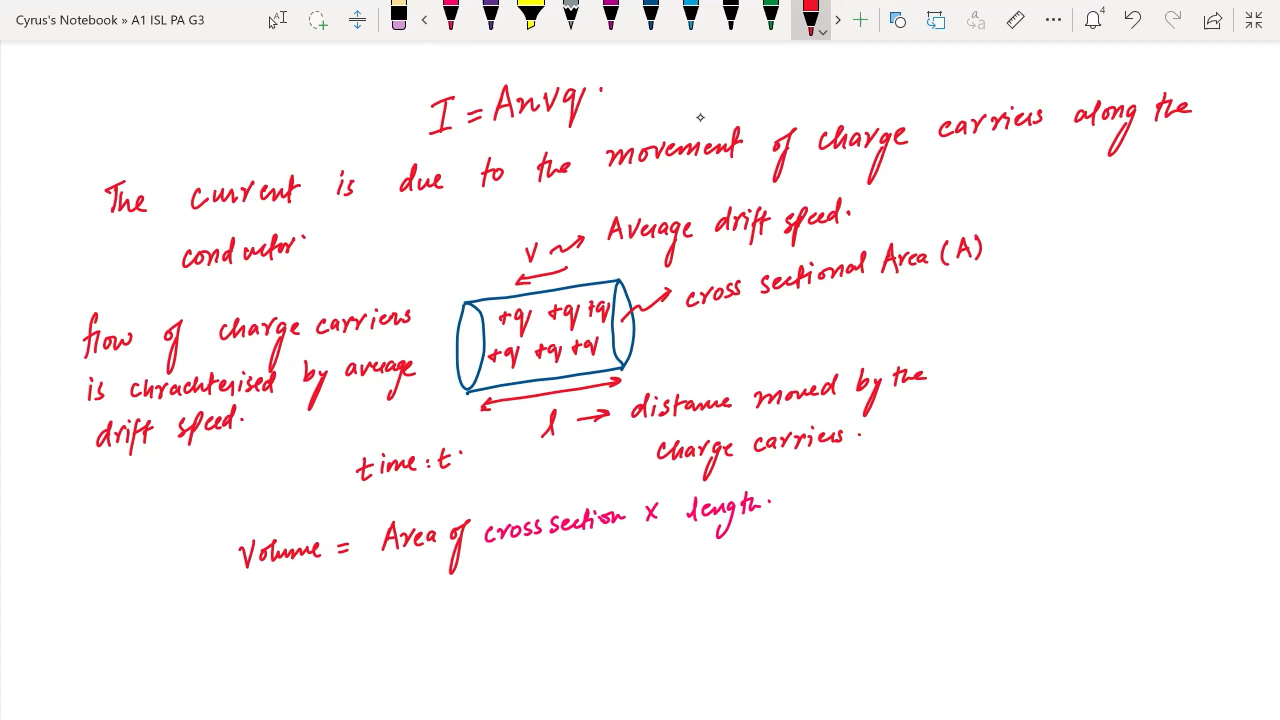 Cyrus's Notebook » A1 ISL PA G3
4
I = Anvq.
The current is due to the movement of charge carriers along the
conductor.
v → Average drift speed.
→ cross sectional Area (A)
+q +q +q
+q +q +q
flow of charge carriers
is chrachterised by average
drift speed.
l → distance moved by the
charge carriers.
time: t.
Volume = Area of cross section x length.